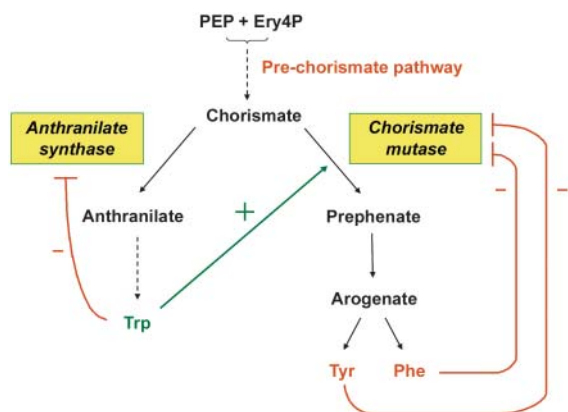 PEP + Ery4P
Pre-chorismate pathway
Anthranilate
synthase
Chorismate
Chorismate
mutase
+
–
–
–
Anthranilate
Prephenate
Arogenate
Trp
Tyr
Phe